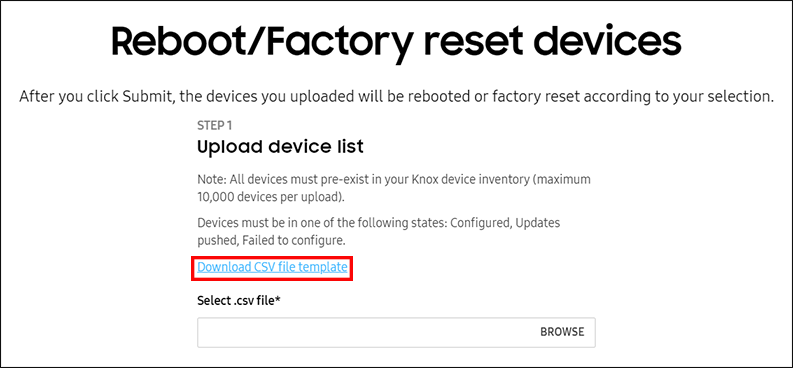 Reboot/Factory reset devices
After you click Submit, the devices you uploaded will be rebooted or factory reset according to your selection.
STEP 1
Upload device list
Note: All devices must pre-exist in your Knox device inventory (maximum
10,000 devices per upload).
Devices must be in one of the following states: Configured, Updates
pushed, Failed to configure.
Download CSV file template
Select .csv file*
BROWSE